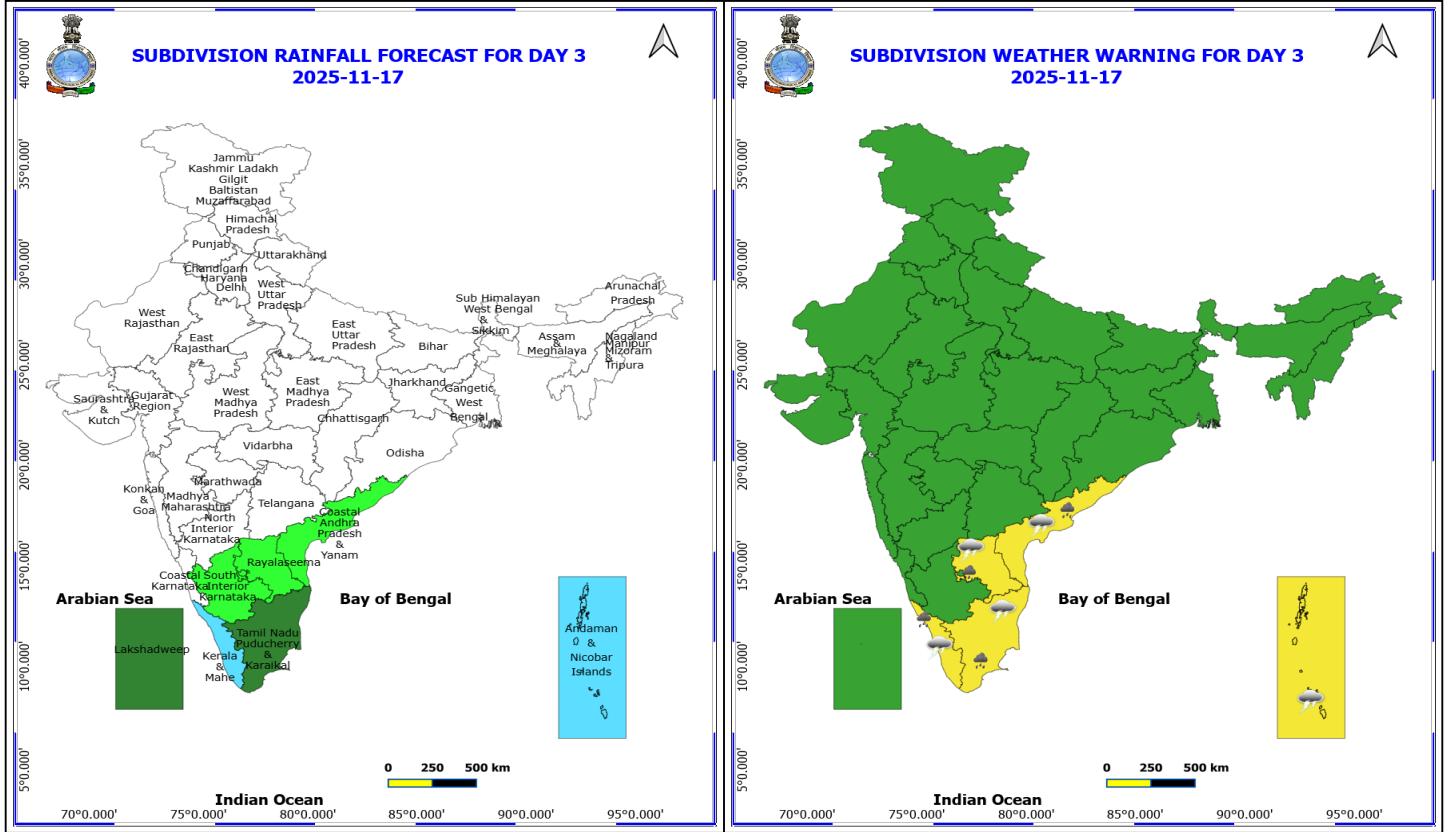 SUBDIVISION RAINFALL FORECAST FOR DAY 3
2025-11-17
40°0.000'
35°0.000'
30°0.000'
25°0.000'
20°0.000'
15°0.000'
10°0.000'
5°0.000'
Jammu
Kashmir Ladakh
Gilgit
Baltistan
Muzaffarabad
Himachal
Pradesh
Punjab
Uttarakhand
Chandigarh
Haryana
Delhi
West
Uttar
Pradesh
Arunachal
Pradesh
Sub Himalayan
West Bengal
&
Sikkim
West
Rajasthan
East
Rajasthan
East
Uttar
Pradesh
Bihar
Assam
&
Meghalaya
Nagaland
Manipur
Mizoram
&
Tripura
Saurashtra
&
Kutch
Gujarat
Region
West
Madhya
Pradesh
East
Madhya
Pradesh
Jharkhand
Gangetic
West
Bengal
Chhattisgarh
Vidarbha
Odisha
Konkan
&
Goa
Madhya
Maharashtra
Marathwada
Telangana
North
Interior
Karnataka
Coastal
Andhra
Pradesh
&
Yanam
Rayalaseema
Coastal
Karnataka
South
Interior
Karnataka
Arabian Sea
Bay of Bengal
Lakshadweep
Kerala
&
Mahe
Tamil Nadu
Puducherry
&
Karaikal
Andaman
&
Nicobar
Islands
0 250 500 km
Indian Ocean
70°0.000' 75°0.000' 80°0.000' 85°0.000' 90°0.000' 95°0.000'
SUBDIVISION WEATHER WARNING FOR DAY 3
2025-11-17
40°0.000'
35°0.000'
30°0.000'
25°0.000'
20°0.000'
15°0.000'
10°0.000'
5°0.000'
Arabian Sea
Bay of Bengal
0 250 500 km
Indian Ocean
70°0.000' 75°0.000' 80°0.000' 85°0.000' 90°0.000' 95°0.000'